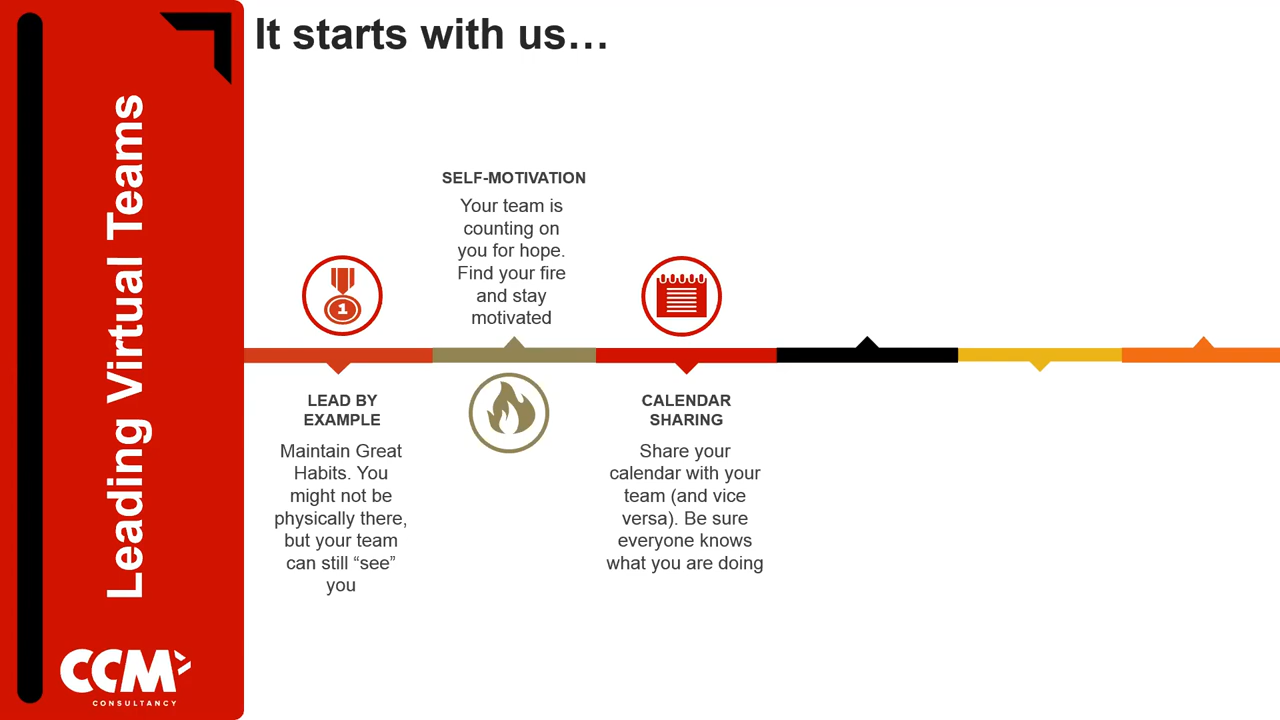 It starts with us…
Leading Virtual Teams
SELF-MOTIVATION
Your team is
counting on
you for hope.
Find your fire
and stay
motivated
1
LEAD BY
EXAMPLE
Maintain Great
Habits. You
might not be
physically there,
but your team
can still “see”
you
CALENDAR
SHARING
Share your
calendar with your
team (and vice
versa). Be sure
everyone knows
what you are doing
CCM
CONSULTANCY